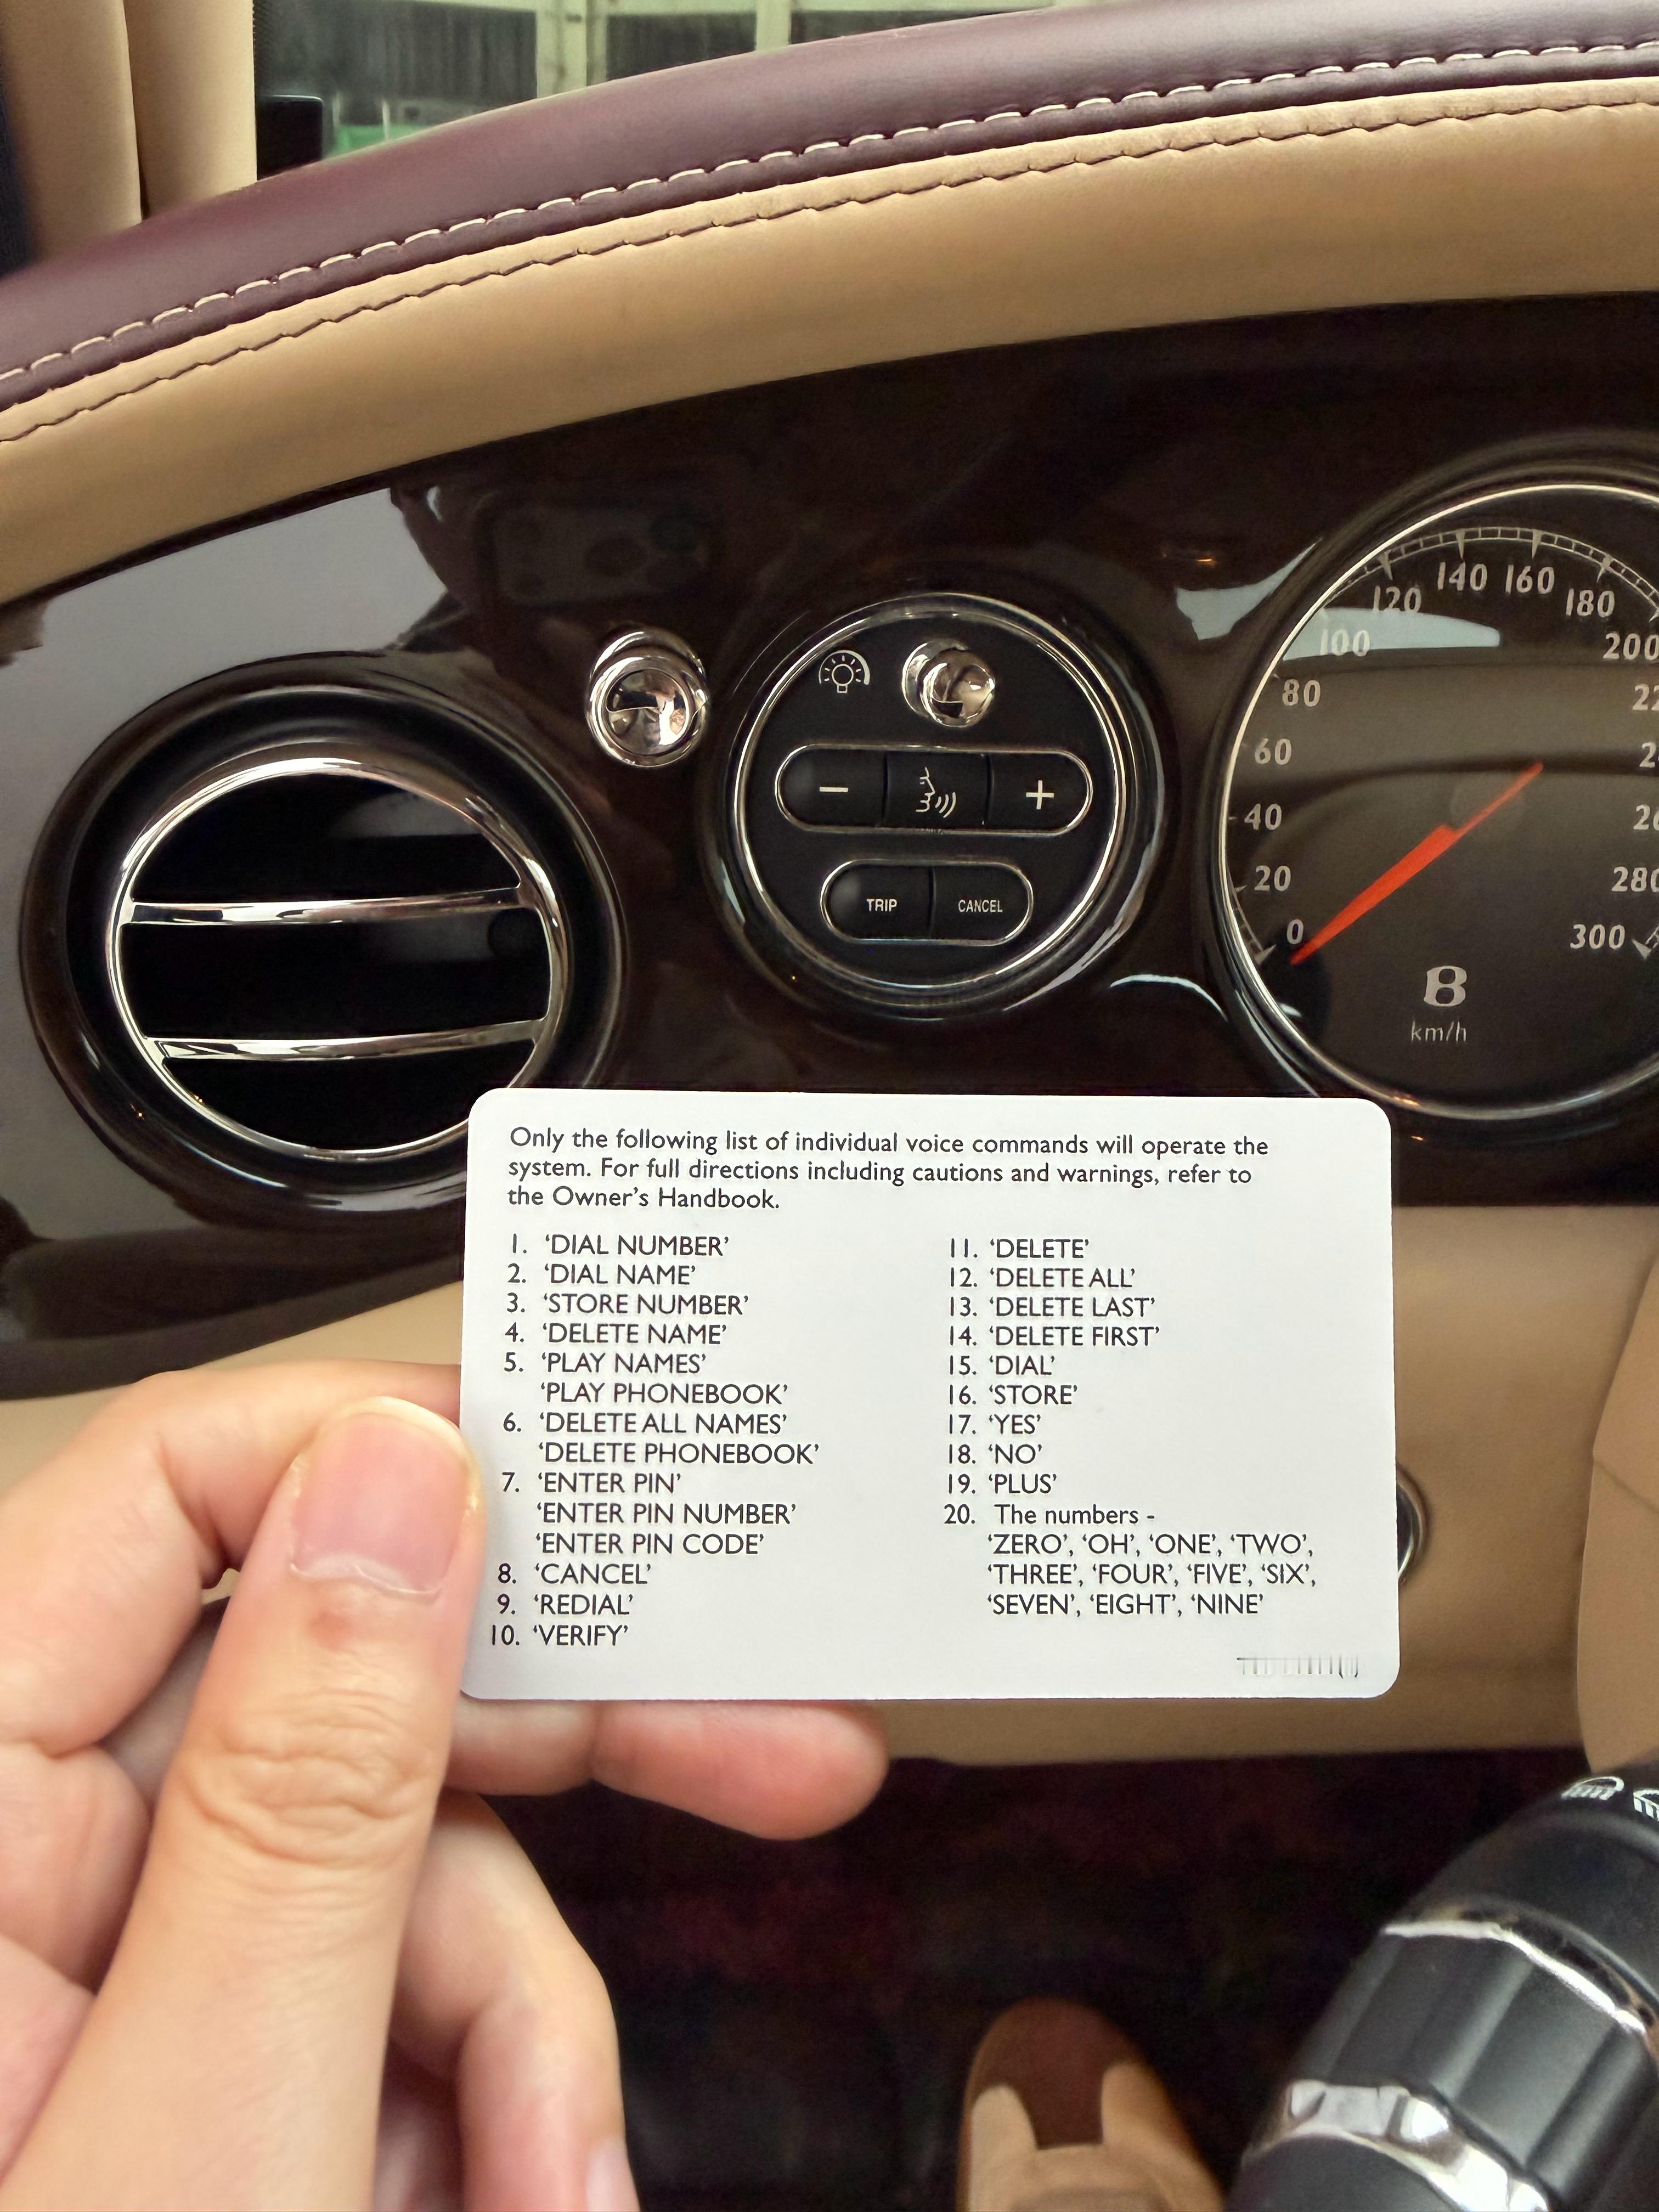 120 140 160 180
100 200
80
60
40
20
0 300
280
B
km/h
TRIP CANCEL
Only the following list of individual voice commands will operate the
system. For full directions including cautions and warnings, refer to
the Owner’s Handbook.
1. ‘DIAL NUMBER’
2. ‘DIAL NAME’
3. ‘STORE NUMBER’
4. ‘DELETE NAME’
5. ‘PLAY NAMES’
‘PLAY PHONEBOOK’
6. ‘DELETE ALL NAMES’
‘DELETE PHONEBOOK’
7. ‘ENTER PIN’
‘ENTER PIN NUMBER’
‘ENTER PIN CODE’
8. ‘CANCEL’
9. ‘REDIAL’
10. ‘VERIFY’
11. ‘DELETE’
12. ‘DELETE ALL’
13. ‘DELETE LAST’
14. ‘DELETE FIRST’
15. ‘DIAL’
16. ‘STORE’
17. ‘YES’
18. ‘NO’
19. ‘PLUS’
20. The numbers -
‘ZERO’, ‘OH’, ‘ONE’, ‘TWO’,
‘THREE’, ‘FOUR’, ‘FIVE’, ‘SIX’,
‘SEVEN’, ‘EIGHT’, ‘NINE’